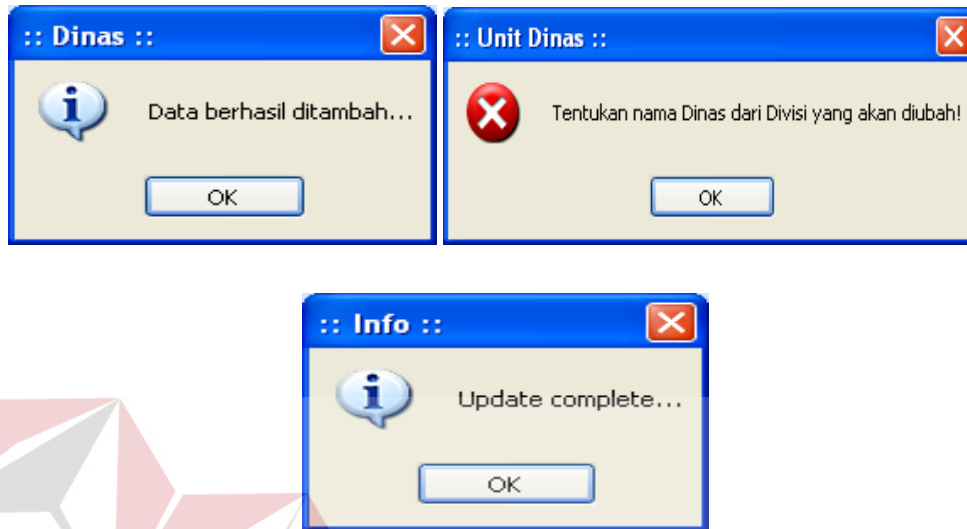 :: Dinas ::
Data berhasil ditambah...
OK
:: Unit Dinas ::
Tentukan nama Dinas dari Divisi yang akan diubah!
OK
:: Info ::
Update complete...
OK